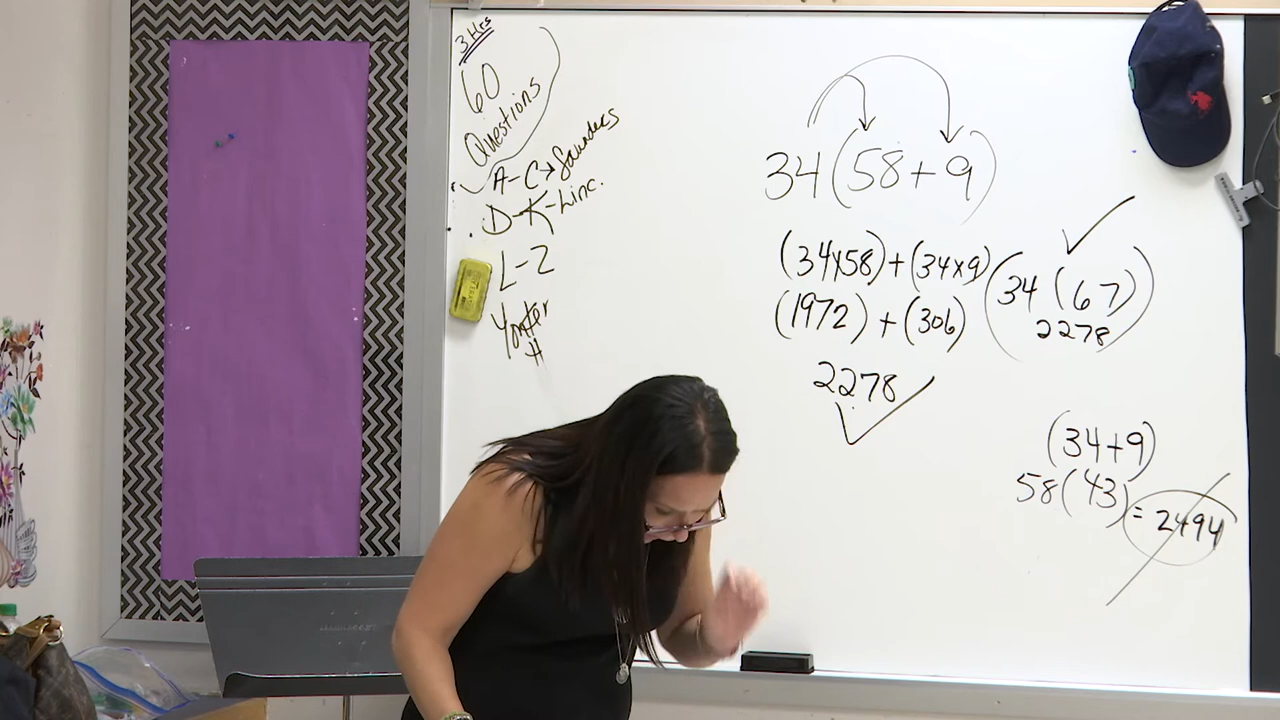 3 Hrs
60
Questions
A-C→Saunders
D-K-Linc.
L-Z
34(58+9)
(34x58)+(34x9)
(1972)+(306)
2278
(34(67)
2278)
(34+9)
58(43)=2494